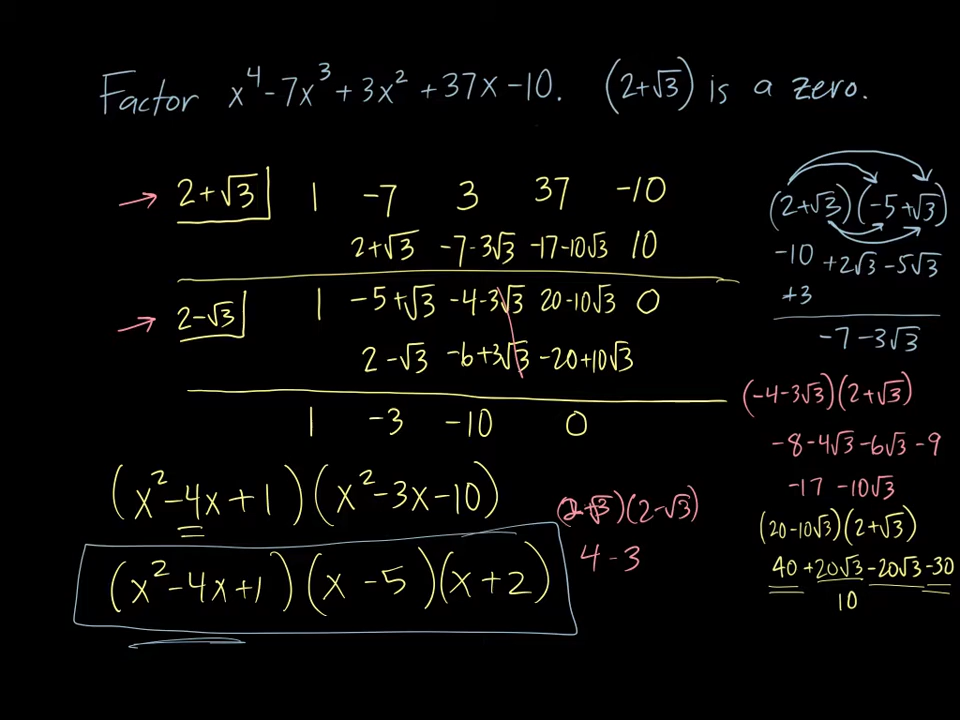 Factor x⁴-7x³+3x²+37x-10. (2+√3) is a zero.
→ 2+√3 | 1 -7 3 37 -10
2+√3 -7-3√3 -17-10√3 10
→ 2-√3 | 1 -5+√3 -4-3√3 20-10√3 0
2-√3 -6+3√3 -20+10√3
1 -3 -10 0
(x²-4x+1)(x²-3x-10)
(x²-4x+1)(x-5)(x+2)
(2+√3)(2-√3)
4-3
(2+√3)(-5+√3)
-10 +2√3 -5√3
+3
-7-3√3
(-4-3√3)(2+√3)
-8-4√3-6√3-9
-17 -10√3
(20-10√3)(2+√3)
40+20√3-20√3-30
10